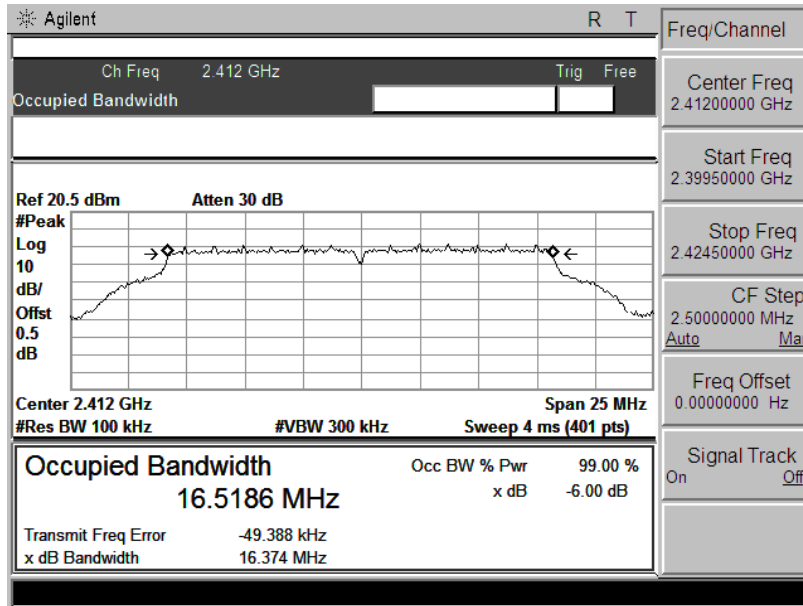 Agilent R T
Freq/Channel
Ch Freq 2.412 GHz Trig Free
Occupied Bandwidth
Center Freq
2.41200000 GHz
Start Freq
2.39950000 GHz
Stop Freq
2.42450000 GHz
CF Step
2.50000000 MHz
Auto Ma
Freq Offset
0.00000000 Hz
Signal Track
On Off
Ref 20.5 dBm Atten 30 dB
#Peak
Log
10
dB/
Offst
0.5
dB
Center 2.412 GHz Span 25 MHz
#Res BW 100 kHz #VBW 300 kHz Sweep 4 ms (401 pts)
Occupied Bandwidth Occ BW % Pwr 99.00 %
16.5186 MHz x dB -6.00 dB
Transmit Freq Error -49.388 kHz
x dB Bandwidth 16.374 MHz